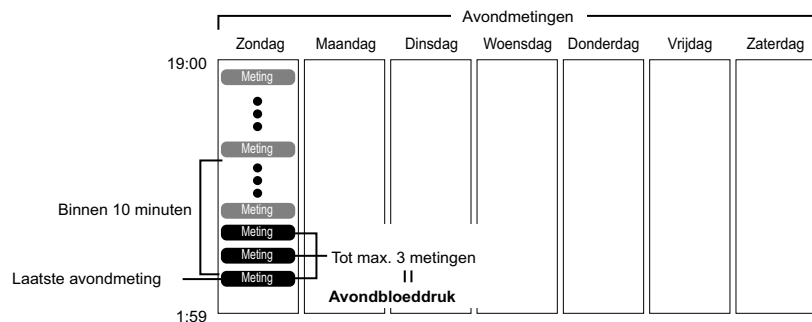 Avondmetingen
Zondag Maandag Dinsdag Woensdag Donderdag Vrijdag Zaterdag
19:00
Meting
Meting
Binnen 10 minuten
Meting
Meting
Meting Tot max. 3 metingen
Laatste avondmeting Meting
Avondbloeddruk
1:59